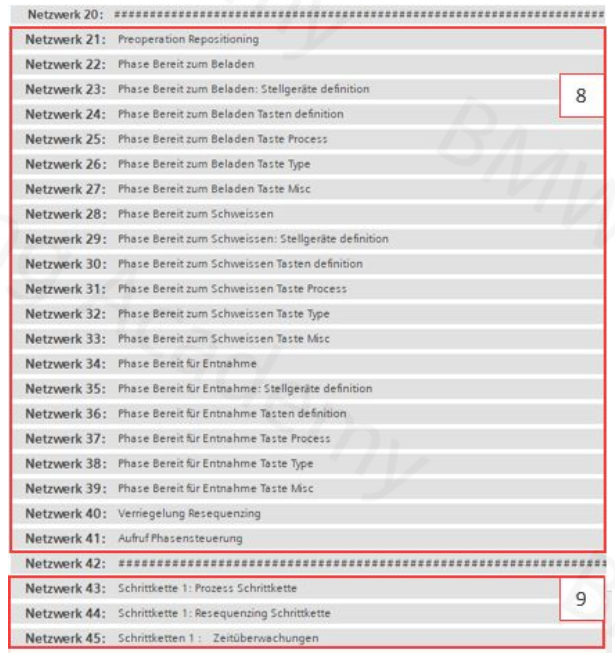 Netzwerk 20: ####################################################################
Netzwerk 21: Preoperation Repositioning
Netzwerk 22: Phase Bereit zum Beladen
Netzwerk 23: Phase Bereit zum Beladen: Stellgeräte definition
8
Netzwerk 24: Phase Bereit zum Beladen Tasten definition
Netzwerk 25: Phase Bereit zum Beladen Taste Process
Netzwerk 26: Phase Bereit zum Beladen Taste Type
Netzwerk 27: Phase Bereit zum Beladen Taste Misc
Netzwerk 28: Phase Bereit zum Schweissen
Netzwerk 29: Phase Bereit zum Schweissen: Stellgeräte definition
Netzwerk 30: Phase Bereit zum Schweissen Tasten definition
Netzwerk 31: Phase Bereit zum Schweissen Taste Process
Netzwerk 32: Phase Bereit zum Schweissen Taste Type
Netzwerk 33: Phase Bereit zum Schweissen Taste Misc
Netzwerk 34: Phase Bereit für Entnahme
Netzwerk 35: Phase Bereit für Entnahme: Stellgeräte definition
Netzwerk 36: Phase Bereit für Entnahme Tasten definition
Netzwerk 37: Phase Bereit für Entnahme Taste Process
Netzwerk 38: Phase Bereit für Entnahme Taste Type
Netzwerk 39: Phase Bereit für Entnahme Taste Misc
Netzwerk 40: Verriegelung Resequenzing
Netzwerk 41: Aufruf Phasensteuerung
Netzwerk 42: ####################################################################
Netzwerk 43: Schrittkette 1: Prozess Schrittkette
9
Netzwerk 44: Schrittkette 1: Resequenzing Schrittkette
Netzwerk 45: Schrittketten 1 : Zeitüberwachungen
BMW
Academy